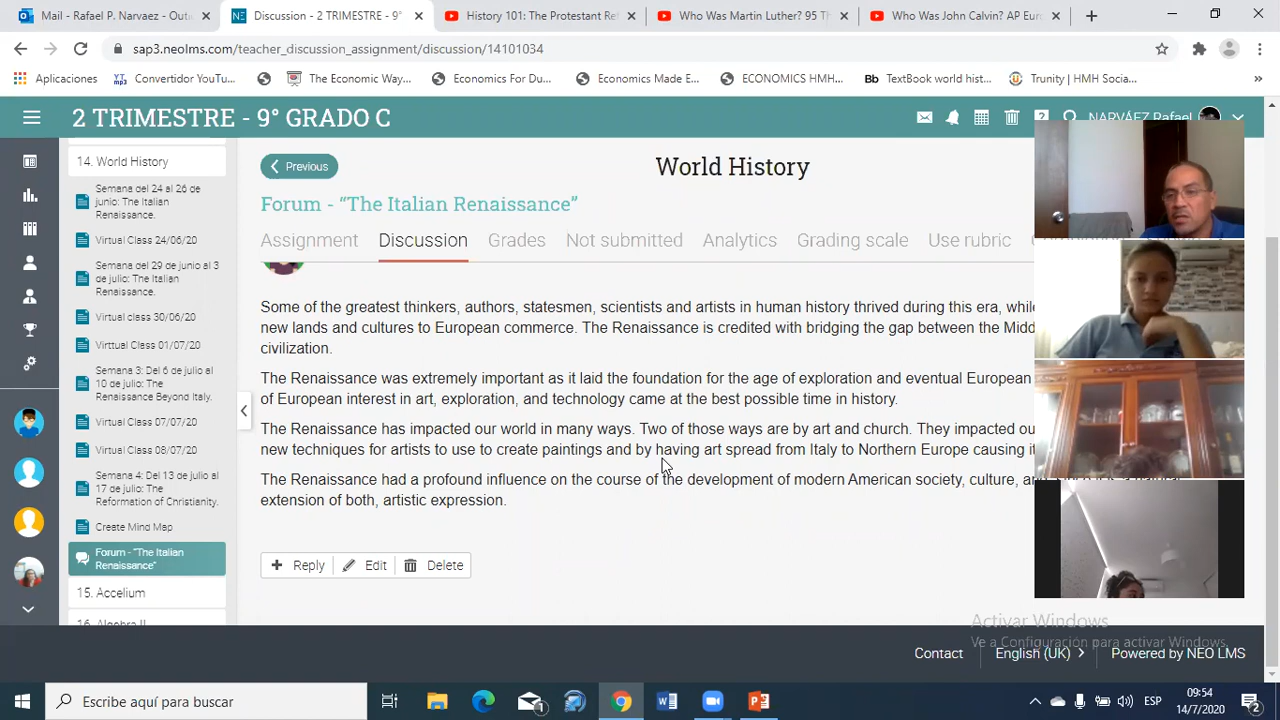 Mail - Rafael P. Narvaez - Outl
Discussion - 2 TRIMESTRE - 9°
History 101: The Protestant Ref
Who Was Martin Luther? 95 Th
Who Was John Calvin? AP Euro
sap3.neolms.com/teacher_discussion_assignment/discussion/14101034
Aplicaciones
Convertidor YouTu...
The Economic Way...
Economics For Du...
Economics Made E...
ECONOMICS HMH...
TextBook world hist...
Trunity | HMH Socia...
2 TRIMESTRE - 9° GRADO C
NARVÁEZ Rafael
14. World History
Semana del 24 al 26 de
junio: The Italian
Renaissance.
Virtual Class 24/06/20
Semana del 29 de junio al 3
de julio: The Italian
Renaissance.
Virtual class 30/06/20
Virttual Class 01/07/20
Semana 3: Del 6 de julio al
10 de julio: The
Renaissance Beyond Italy.
Virtual Class 07/07/20
Virtual Class 08/07/20
Semana 4: Del 13 de julio al
17 de julio: The
Reformation of Christianity.
Create Mind Map
Forum - "The Italian
Renaissance"
15. Accelium
16. Algebra II
Previous
World History
Forum - “The Italian Renaissance”
Assignment
Discussion
Grades
Not submitted
Analytics
Grading scale
Use rubric
Some of the greatest thinkers, authors, statesmen, scientists and artists in human history thrived during this era, while
new lands and cultures to European commerce. The Renaissance is credited with bridging the gap between the Midd
civilization.
The Renaissance was extremely important as it laid the foundation for the age of exploration and eventual European
of European interest in art, exploration, and technology came at the best possible time in history.
The Renaissance has impacted our world in many ways. Two of those ways are by art and church. They impacted ou
new techniques for artists to use to create paintings and by having art spread from Italy to Northern Europe causing it
The Renaissance had a profound influence on the course of the development of modern American society, culture, an
extension of both, artistic expression.
Reply
Edit
Delete
Activar Windows
Ve a Configuración para activar Windows.
Contact
English (UK)
Powered by NEO LMS
Escribe aquí para buscar
ESP
09:54
14/7/2020